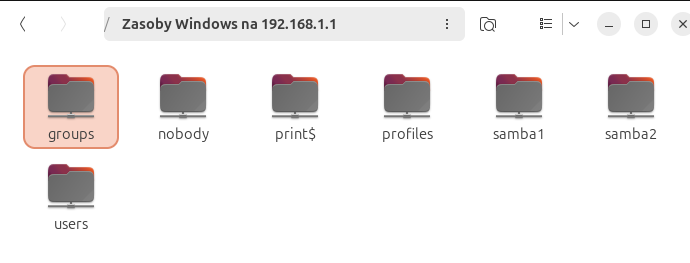 / Zasoby Windows na 192.168.1.1
groups nobody print$ profiles samba1 samba2
users